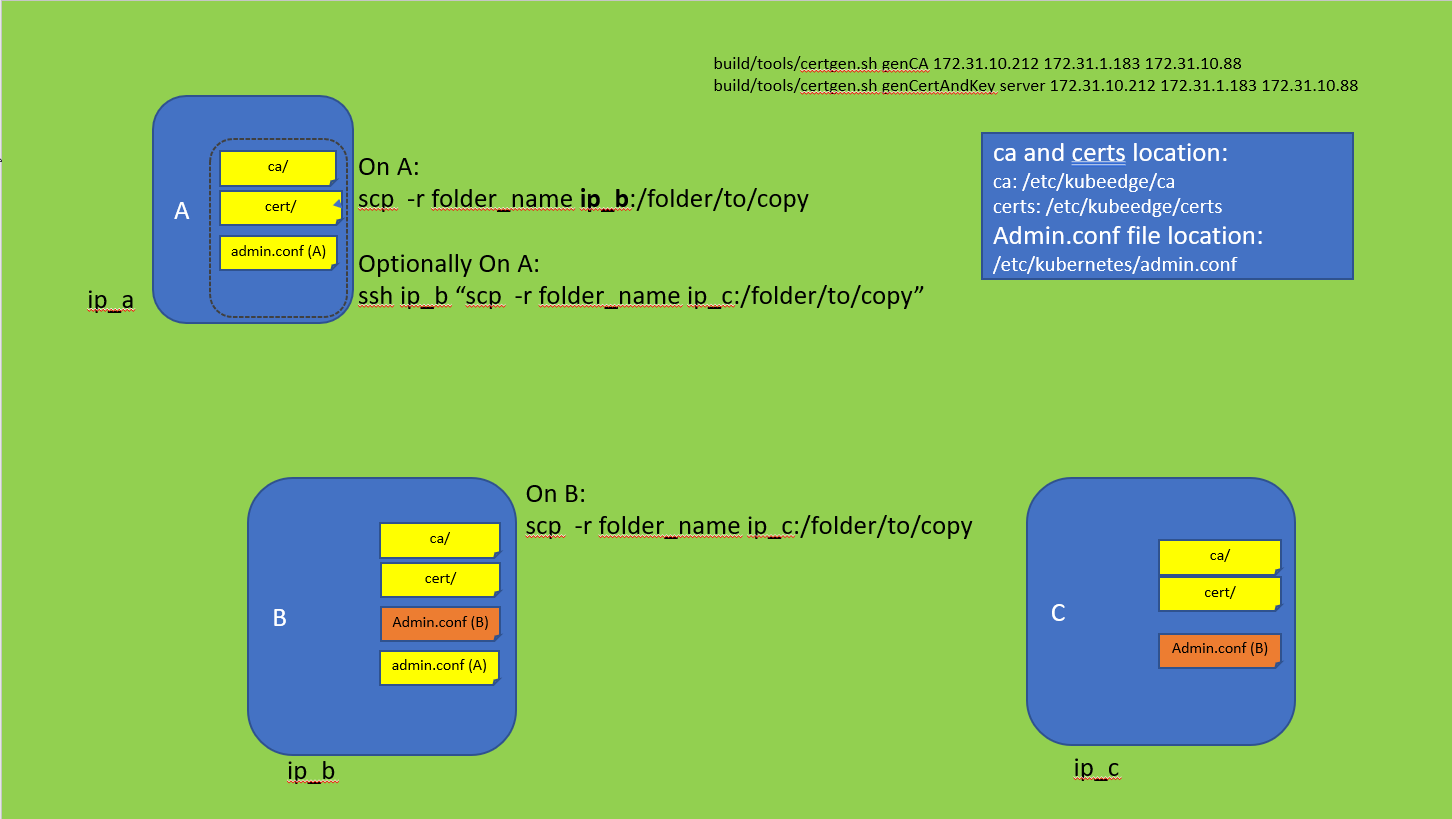 build/tools/certgen.sh genCA 172.31.10.212 172.31.1.183 172.31.10.88
build/tools/certgen.sh genCertAndKey server 172.31.10.212 172.31.1.183 172.31.10.88
A
ca/
cert/
admin.conf (A)
ip_a
On A:
scp -r folder_name ip_b:/folder/to/copy
Optionally On A:
ssh ip_b “scp -r folder_name ip_c:/folder/to/copy”
ca and certs location:
ca: /etc/kubeedge/ca
certs: /etc/kubeedge/certs
Admin.conf file location:
/etc/kubernetes/admin.conf
B
ca/
cert/
Admin.conf (B)
admin.conf (A)
ip_b
On B:
scp -r folder_name ip_c:/folder/to/copy
C
ca/
cert/
Admin.conf (B)
ip_c